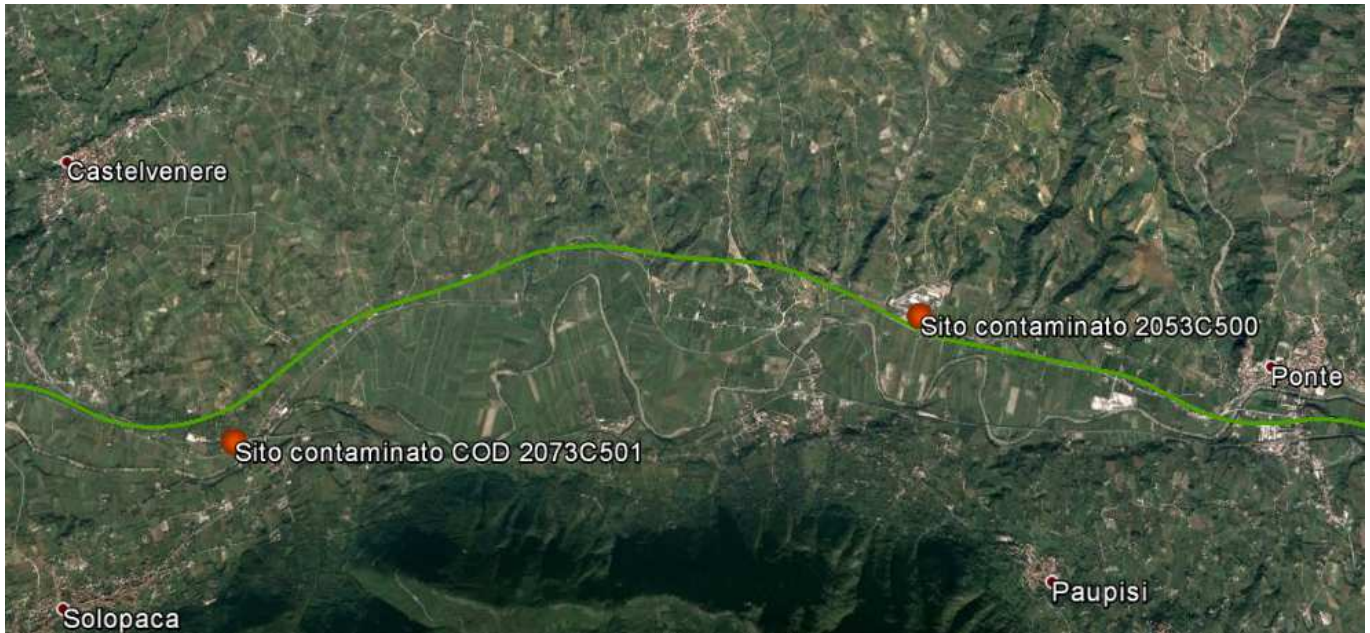 Castelvenere
Sito contaminato 2053C500
Ponte
Sito contaminato COD 2073C501
Paupisi
Solopaca